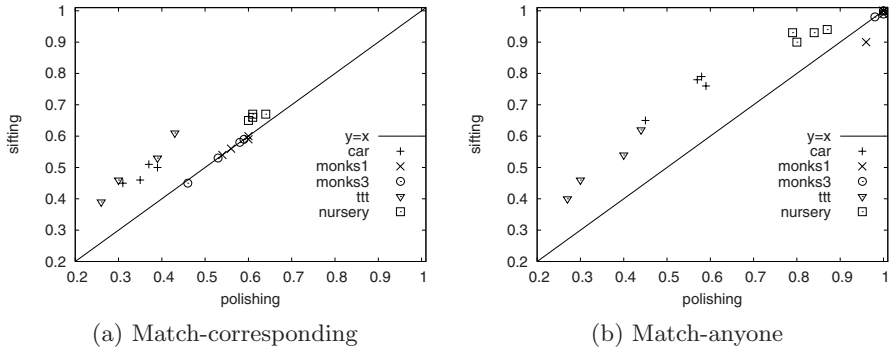 1
0.9
0.8
0.7
0.6
0.5
0.4
0.3
0.2
sifting
y=x
car
monks1
monks3
ttt
nursery
0.2 0.3 0.4 0.5 0.6 0.7 0.8 0.9 1
polishing
(a) Match-corresponding
1
0.9
0.8
0.7
0.6
0.5
0.4
0.3
0.2
sifting
y=x
car
monks1
monks3
ttt
nursery
0.2 0.3 0.4 0.5 0.6 0.7 0.8 0.9 1
polishing
(b) Match-anyone